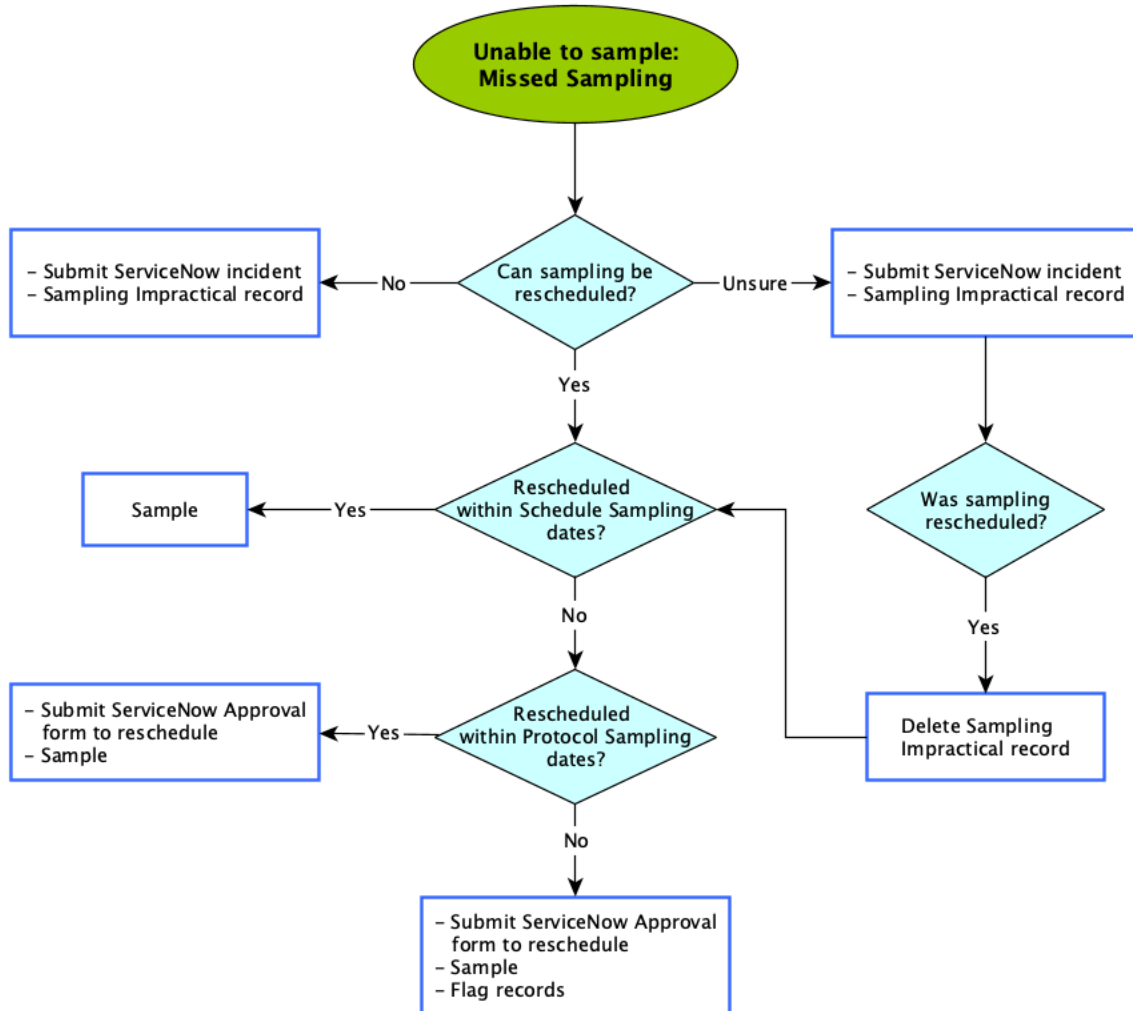 Unable to sample:
Missed Sampling
– Submit ServiceNow incident
– Sampling Impractical record
No
Can sampling be
rescheduled?
Unsure
– Submit ServiceNow incident
– Sampling Impractical record
Yes
Sample
Yes
Rescheduled
within Schedule Sampling
dates?
Was sampling
rescheduled?
No
Yes
– Submit ServiceNow Approval
form to reschedule
– Sample
Yes
Rescheduled
within Protocol Sampling
dates?
Delete Sampling
Impractical record
No
– Submit ServiceNow Approval
form to reschedule
– Sample
– Flag records